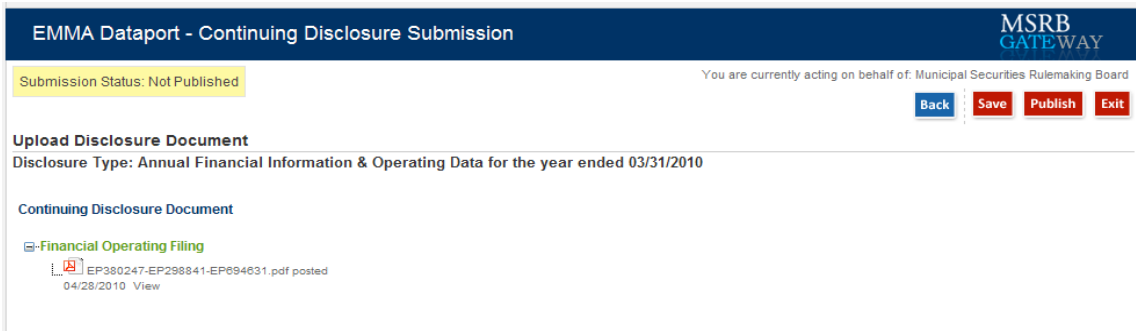 EMMA Dataport - Continuing Disclosure Submission
MSRB
GATEWAY
Submission Status: Not Published
You are currently acting on behalf of: Municipal Securities Rulemaking Board
Back Save Publish Exit
Upload Disclosure Document
Disclosure Type: Annual Financial Information & Operating Data for the year ended 03/31/2010
Continuing Disclosure Document
Financial Operating Filing
EP380247-EP298841-EP694631.pdf posted
04/28/2010 View